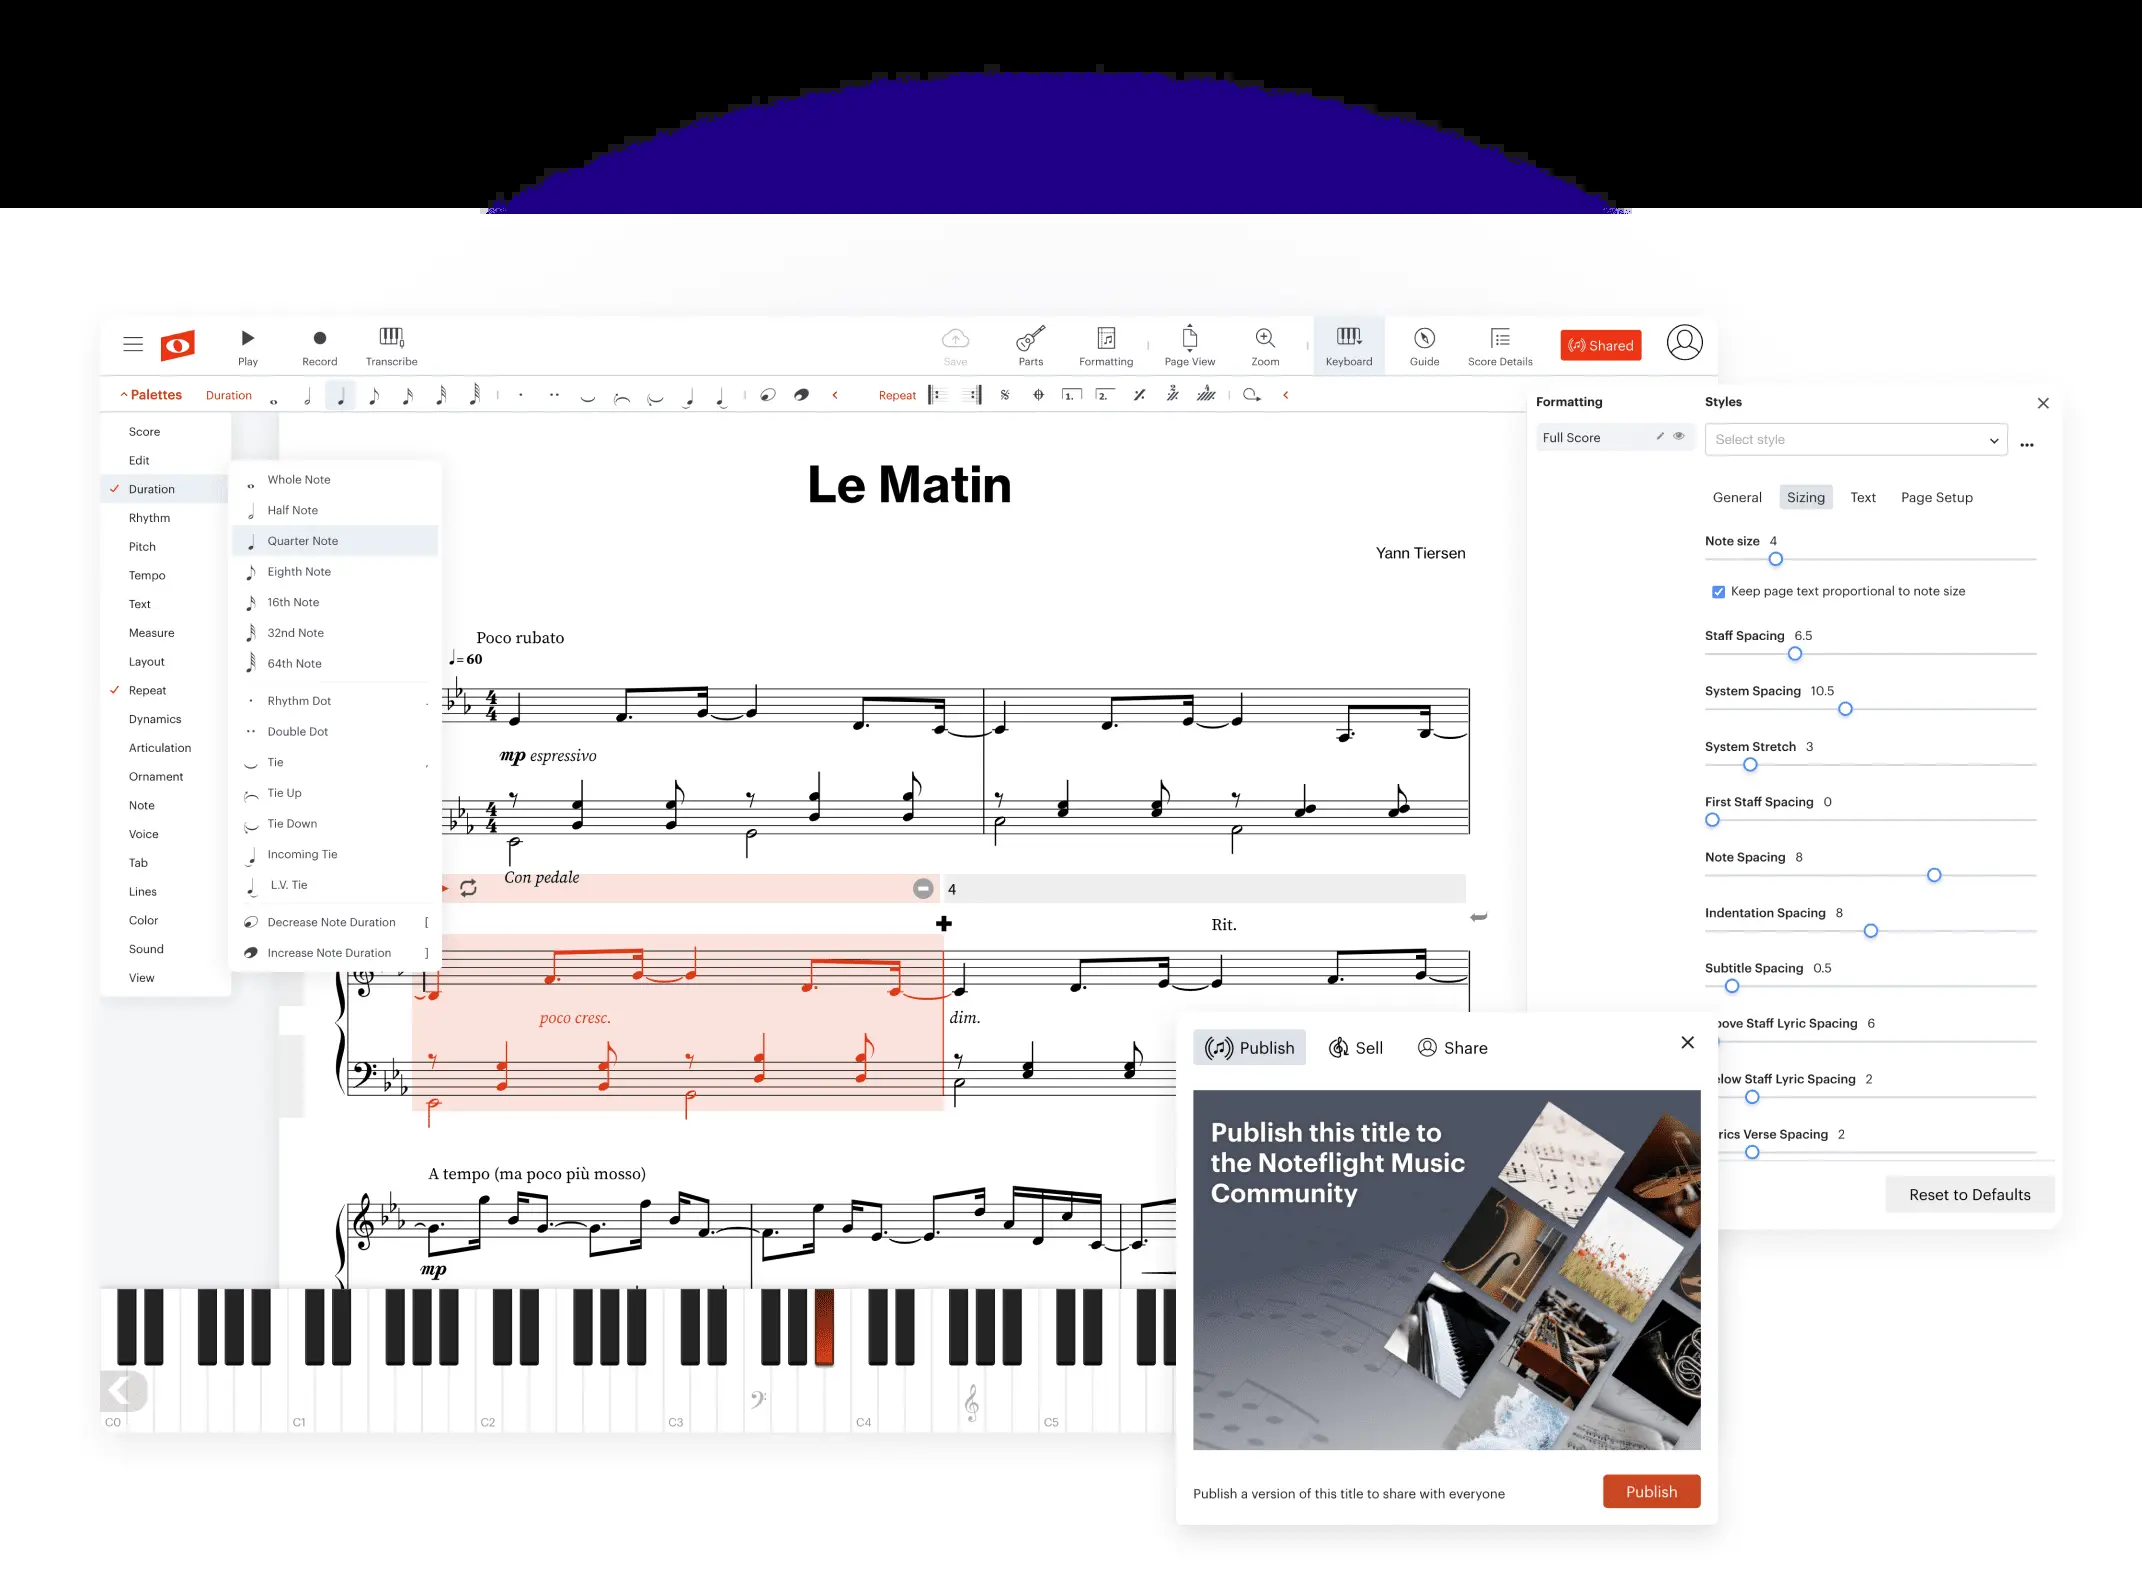 Play
Record
Transcribe
Save
Parts
Formatting
Page View
Zoom
Keyboard
Guide
Score Details
Shared
Palettes
Duration
1.
2.
Repeat
Score
Edit
Duration
Rhythm
Pitch
Tempo
Text
Measure
Layout
Repeat
Dynamics
Articulation
Ornament
Note
Voice
Tab
Lines
Color
Sound
View
Whole Note
Half Note
Quarter Note
Eighth Note
16th Note
32nd Note
64th Note
Rhythm Dot .
Double Dot
Tie
Tie Up
Tie Down
Incoming Tie
L.V. Tie
Decrease Note Duration [
Increase Note Duration ]
Le Matin
Yann Tiersen
Poco rubato
= 60
4
4
mp espressivo
4
4
Con pedale
4
Rit.
poco cresc.
dim.
A tempo (ma poco più mosso)
mp
C0
C1
C2
C3
C4
C5
Formatting
Full Score
Styles
Select style
General
Sizing
Text
Page Setup
Note size 4
Keep page text proportional to note size
Staff Spacing 6.5
System Spacing 10.5
System Stretch 3
First Staff Spacing 0
Note Spacing 8
Indentation Spacing 8
Subtitle Spacing 0.5
ove Staff Lyric Spacing 6
low Staff Lyric Spacing 2
rics Verse Spacing 2
Reset to Defaults
Publish
Sell
Share
Publish this title to
the Noteflight Music
Community
Publish a version of this title to share with everyone
Publish